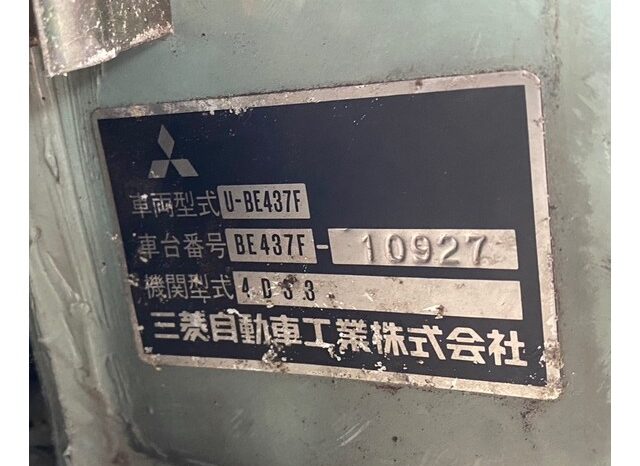 車両型式 U-BE437F
車台番号 BE437F-10927
機関型式 4D33
三菱自動車工業株式会社